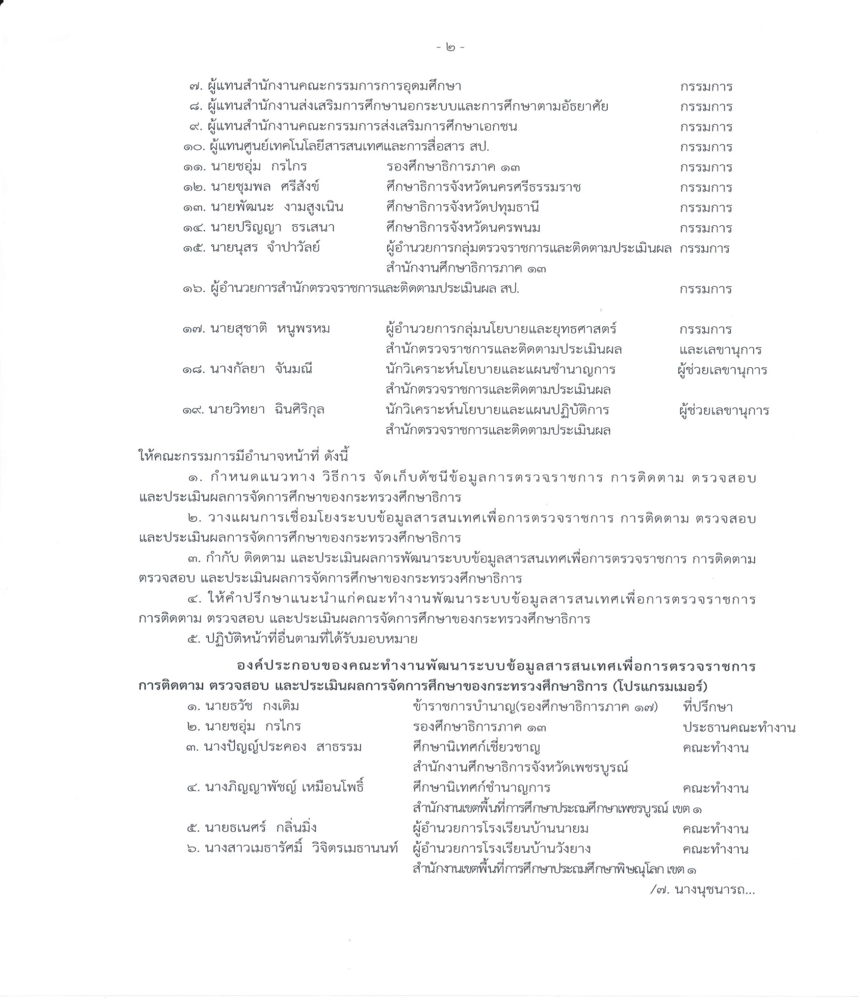 - ๒ -
๗. ผู้แทนสำนักงานคณะกรรมการการอุดมศึกษา กรรมการ
๘. ผู้แทนสำนักงานส่งเสริมการศึกษานอกระบบและการศึกษาตามอัธยาศัย กรรมการ
๙. ผู้แทนสำนักงานคณะกรรมการส่งเสริมการศึกษาเอกชน กรรมการ
๑๐. ผู้แทนศูนย์เทคโนโลยีสารสนเทศและการสื่อสาร สป. กรรมการ
๑๑. นายชอุ่ม กรไกร รองศึกษาธิการภาค ๑๓ กรรมการ
๑๒. นายชุมพล ศรีสังข์ ศึกษาธิการจังหวัดนครศรีธรรมราช กรรมการ
๑๓. นายพัฒนะ งามสูงเนิน ศึกษาธิการจังหวัดปทุมธานี กรรมการ
๑๔. นายปริญญา ธรเสนา ศึกษาธิการจังหวัดนครพนม กรรมการ
๑๕. นายนุสร จำปาวัลย์ ผู้อำนวยการกลุ่มตรวจราชการและติดตามประเมินผล กรรมการ
สำนักงานศึกษาธิการภาค ๑๓
๑๖. ผู้อำนวยการสำนักตรวจราชการและติดตามประเมินผล สป. กรรมการ
๑๗. นายสุชาติ หนูพรหม ผู้อำนวยการกลุ่มนโยบายและยุทธศาสตร์ กรรมการ
สำนักตรวจราชการและติดตามประเมินผล และเลขานุการ
๑๘. นางกัลยา จันมณี นักวิเคราะห์นโยบายและแผนชำนาญการ ผู้ช่วยเลขานุการ
สำนักตรวจราชการและติดตามประเมินผล
๑๙. นายวิทยา ฉินศิริกุล นักวิเคราะห์นโยบายและแผนปฏิบัติการ ผู้ช่วยเลขานุการ
สำนักตรวจราชการและติดตามประเมินผล
ให้คณะกรรมการมีอำนาจหน้าที่ ดังนี้
๑. กำหนดแนวทาง วิธีการ จัดเก็บดัชนีข้อมูลการตรวจราชการ การติดตาม ตรวจสอบ
และประเมินผลการจัดการศึกษาของกระทรวงศึกษาธิการ
๒. วางแผนการเชื่อมโยงระบบข้อมูลสารสนเทศเพื่อการตรวจราชการ การติดตาม ตรวจสอบ
และประเมินผลการจัดการศึกษาของกระทรวงศึกษาธิการ
๓. กำกับ ติดตาม และประเมินผลการพัฒนาระบบข้อมูลสารสนเทศเพื่อการตรวจราชการ การติดตาม
ตรวจสอบ และประเมินผลการจัดการศึกษาของกระทรวงศึกษาธิการ
๔. ให้คำปรึกษาแนะนำแก่คณะทำงานพัฒนาระบบข้อมูลสารสนเทศเพื่อการตรวจราชการ
การติดตาม ตรวจสอบ และประเมินผลการจัดการศึกษาของกระทรวงศึกษาธิการ
๕. ปฏิบัติหน้าที่อื่นตามที่ได้รับมอบหมาย
องค์ประกอบของคณะทำงานพัฒนาระบบข้อมูลสารสนเทศเพื่อการตรวจราชการ
การติดตาม ตรวจสอบ และประเมินผลการจัดการศึกษาของกระทรวงศึกษาธิการ (โปรแกรมเมอร์)
๑. นายธวัช กงเติม ข้าราชการบำนาญ(รองศึกษาธิการภาค ๑๗) ที่ปรึกษา
๒. นายชอุ่ม กรไกร รองศึกษาธิการภาค ๑๓ ประธานคณะทำงาน
๓. นางปัญญ์ประคอง สาธรรม ศึกษานิเทศก์เชี่ยวชาญ คณะทำงาน
สำนักงานศึกษาธิการจังหวัดเพชรบูรณ์
๔. นางภิญญาพัชญ์ เหมือนโพธิ์ ศึกษานิเทศก์ชำนาญการ คณะทำงาน
สำนักงานเขตพื้นที่การศึกษาประถมศึกษาเพชรบูรณ์ เขต ๑
๕. นายธเนศร์ กลิ่นมิ่ง ผู้อำนวยการโรงเรียนบ้านนายม คณะทำงาน
๖. นางสาวเมธารัศมิ์ วิจิตรเมธานนท์ ผู้อำนวยการโรงเรียนบ้านวังยาง คณะทำงาน
สำนักงานเขตพื้นที่การศึกษาประถมศึกษาพิษณุโลก เขต ๑
/๗. นางนุชนารถ...